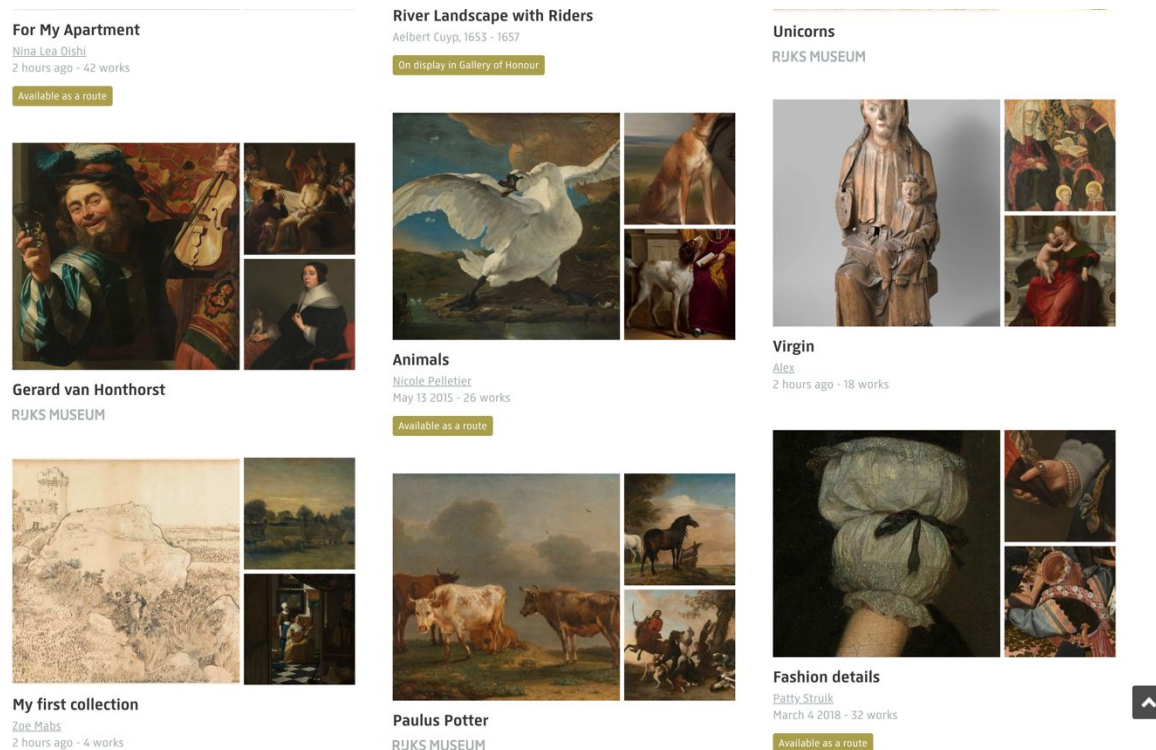 For My Apartment
Nina Lea Oishi
2 hours ago - 42 works
Available as a route
Gerard van Honthorst
RIJKS MUSEUM
My first collection
Zoe Mabs
2 hours ago - 4 works
River Landscape with Riders
Aelbert Cuyp, 1653 - 1657
On display in Gallery of Honour
Animals
Nicole Pelletier
May 13 2015 - 26 works
Available as a route
Paulus Potter
RIJKS MUSEUM
Unicorns
RIJKS MUSEUM
Virgin
Alex
2 hours ago - 18 works
Fashion details
Patty Struik
March 4 2018 - 32 works
Available as a route